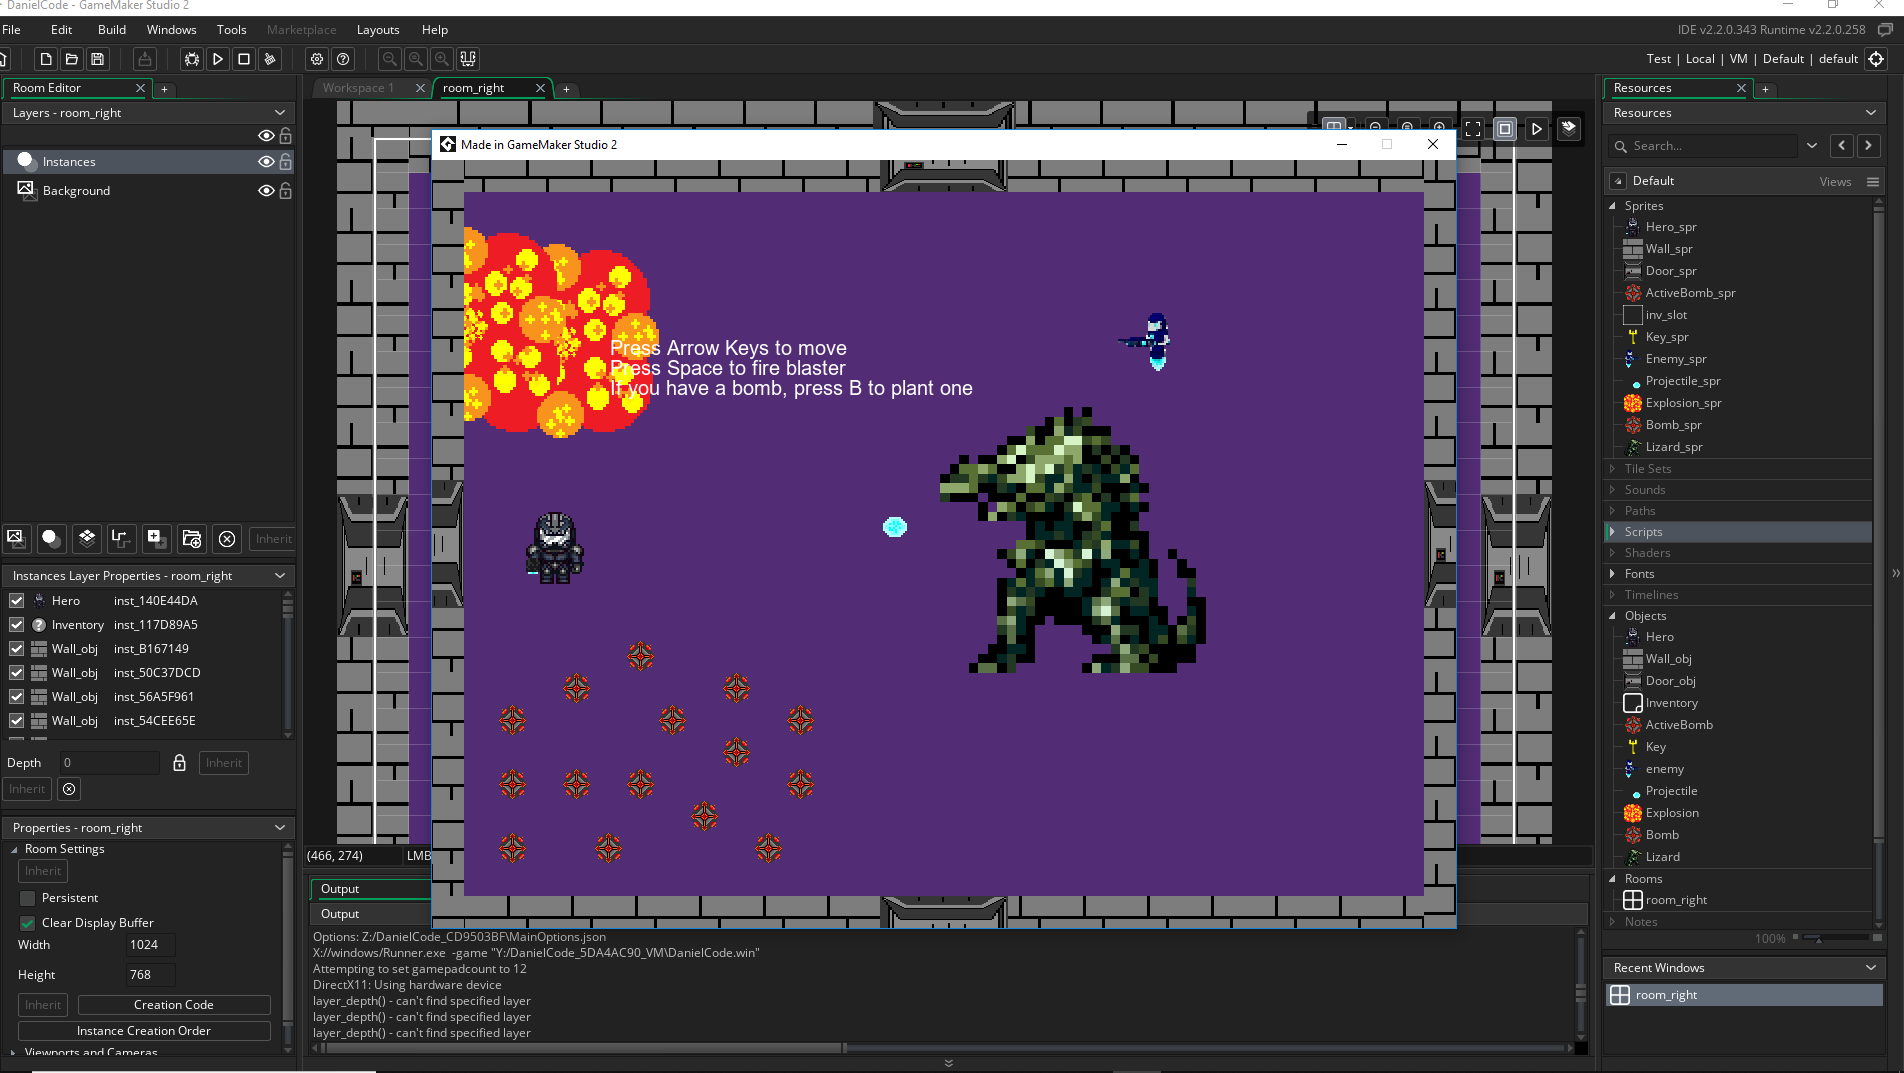 DanielCode - GameMaker Studio 2
File Edit Build Windows Tools Marketplace Layouts Help
IDE v2.2.0.343 Runtime v2.2.0.258
Test | Local | VM | Default | default
Room Editor
Layers - room_right
Instances
Background
Inherit
Instances Layer Properties - room_right
Hero inst_140E44DA
Inventory inst_117D89A5
Wall_obj inst_B167149
Wall_obj inst_50C37DCD
Wall_obj inst_56A5F961
Wall_obj inst_54CEE65E
Depth 0 Inherit
Inherit
Properties - room_right
Room Settings
Inherit
Persistent
Clear Display Buffer
Width 1024
Height 768
Inherit Creation Code
Instance Creation Order
Viewports and Cameras
Workspace 1 room_right
Made in GameMaker Studio 2
Press Arrow Keys to move
Press Space to fire blaster
If you have a bomb, press B to plant one
(466, 274) LMB
Output
Output
Options: Z:/DanielCode_CD9503BF\MainOptions.json
X://windows/Runner.exe -game "Y:/DanielCode_5DA4AC90_VM\DanielCode.win"
Attempting to set gamepadcount to 12
DirectX11: Using hardware device
layer_depth() - can't find specified layer
layer_depth() - can't find specified layer
layer_depth() - can't find specified layer
Resources
Resources
Search...
Default Views
Sprites
Hero_spr
Wall_spr
Door_spr
ActiveBomb_spr
inv_slot
Key_spr
Enemy_spr
Projectile_spr
Explosion_spr
Bomb_spr
Lizard_spr
Tile Sets
Sounds
Paths
Scripts
Shaders
Fonts
Timelines
Objects
Hero
Wall_obj
Door_obj
Inventory
ActiveBomb
Key
enemy
Projectile
Explosion
Bomb
Lizard
Rooms
room_right
Notes
100%
Recent Windows
room_right